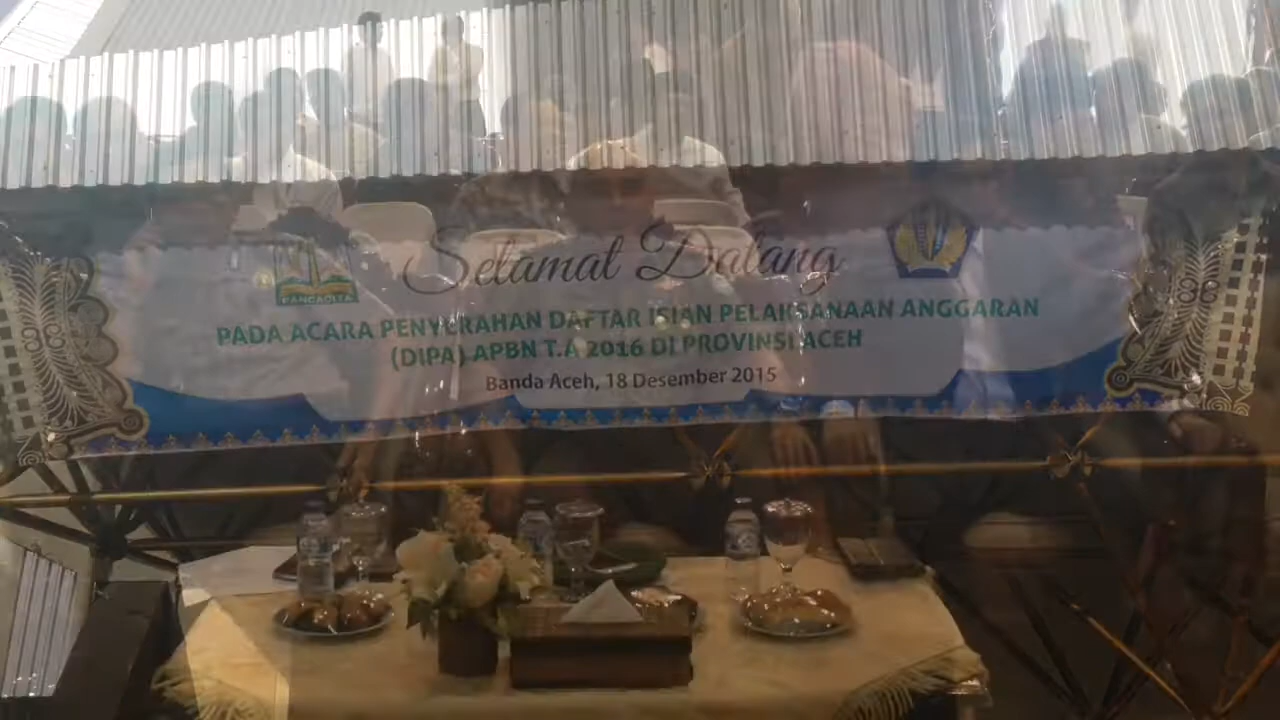 Selamat Datang
PANCACITA
PADA ACARA PENYERAHAN DAFTAR ISIAN PELAKSANAAN ANGGARAN
(DIPA) APBN T.A 2016 DI PROVINSI ACEH
Banda Aceh, 18 Desember 2015